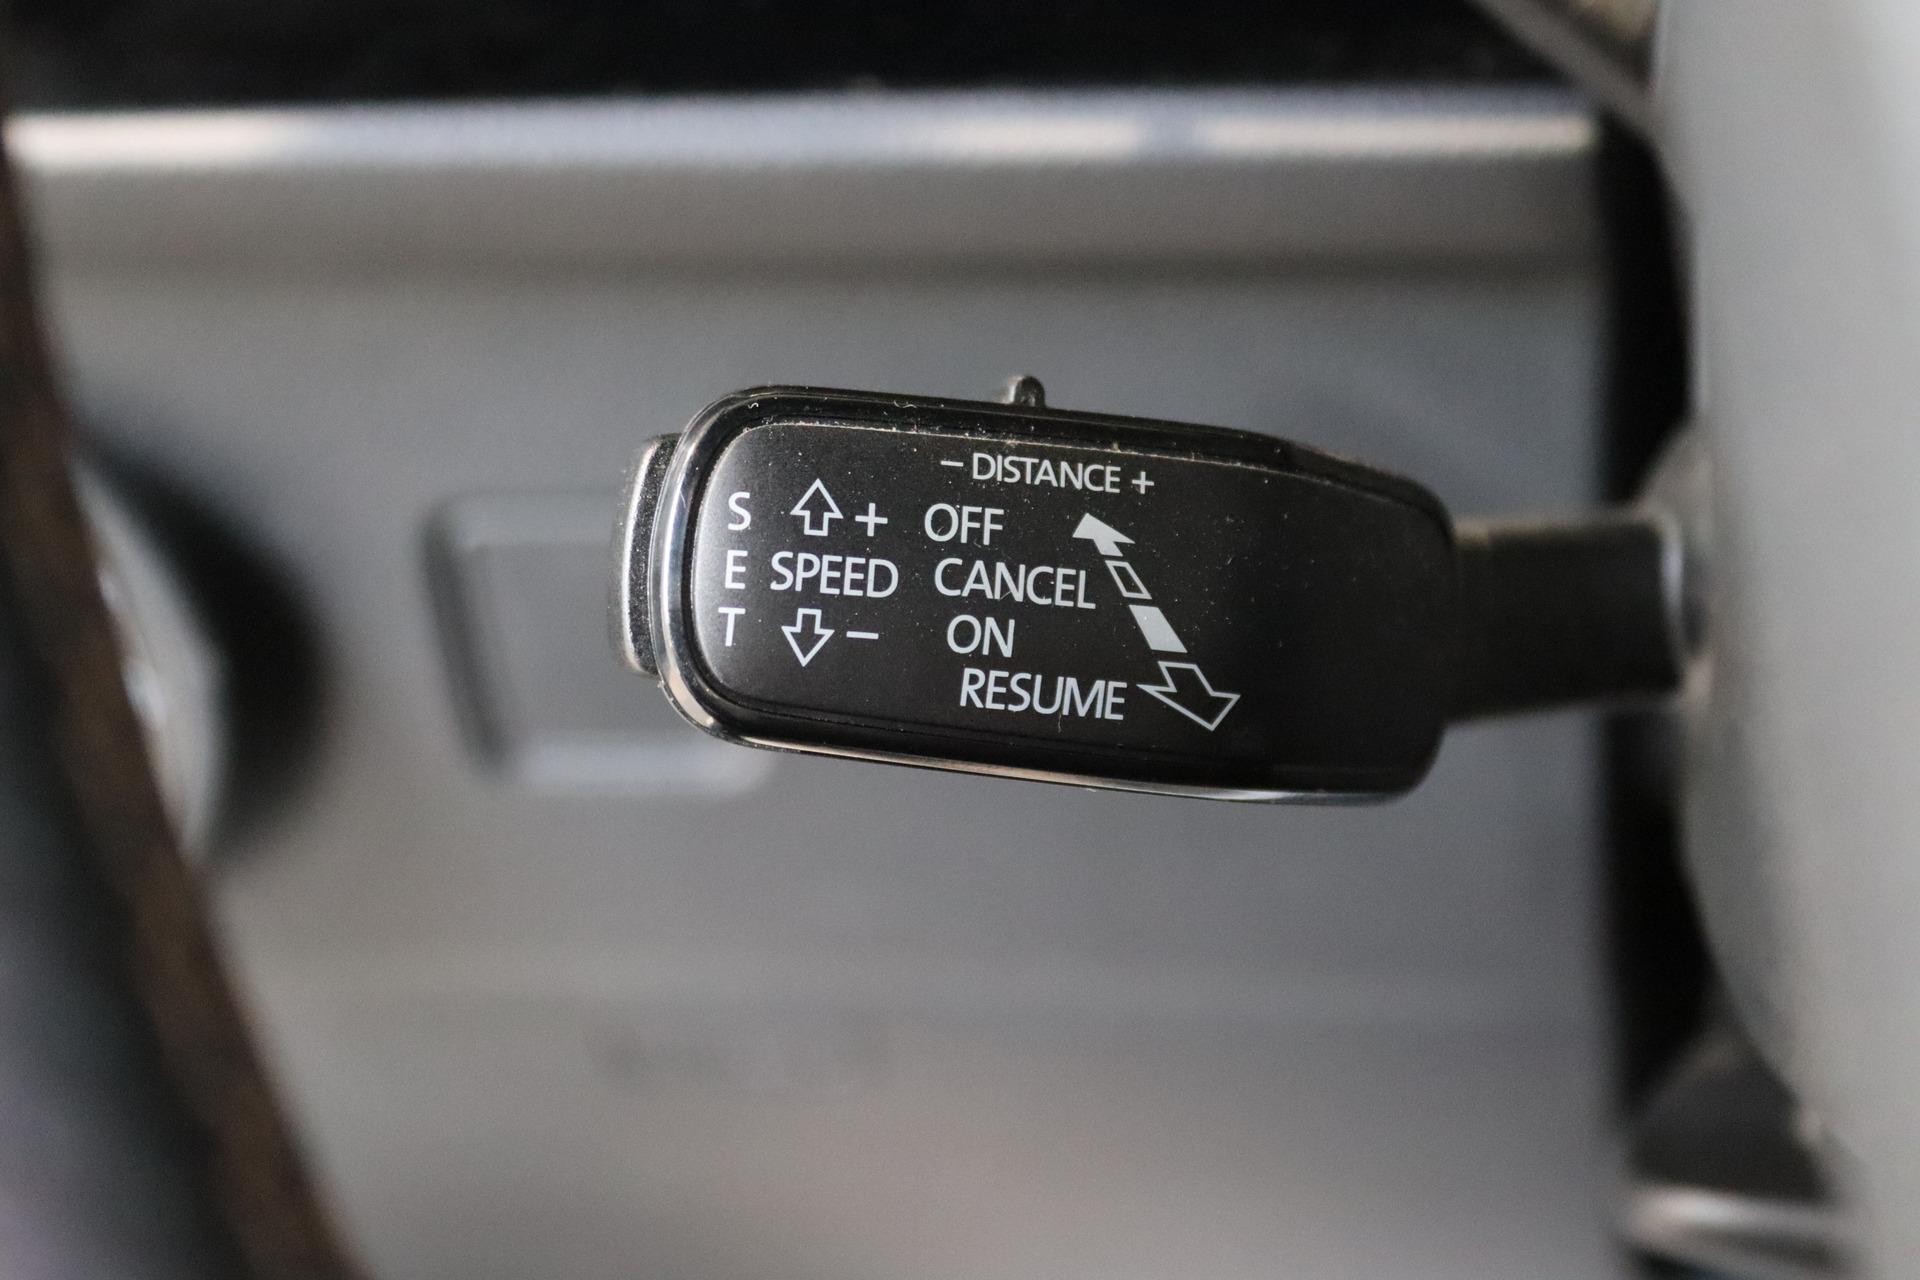 - DISTANCE +
S + OFF
E SPEED CANCEL
T - ON
RESUME